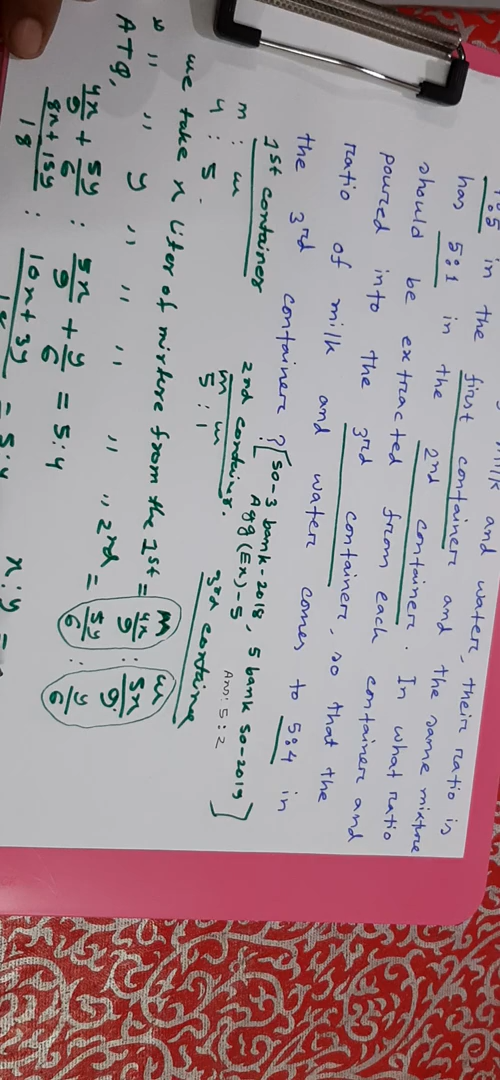 milk and water, their ratio is
4:5 in the first container and the same mixture
has 5:1 in the 2nd container. In what ratio
should be extracted from each container and
poured into the 3rd container, so that the
ratio of milk and water comes to 5:4 in
the 3rd container? [SO-3 bank-2018, 5 bank SO-2019
Agg (Ex)-5 Ans: 5:2]
1st container 2nd container. 3rd containe
m : w m : w
4 : 5. 5 : 1
M w
we take x liter of mixture from the 1st = 4x/9 : 5x/9
" " y " " " " 2nd = 5y/6 : y/6
ATQ,
4x/9 + 5y/6 : 5x/9 + y/6 = 5:4
8x+15y/18 : 10x+3y = 5:4
x:y =